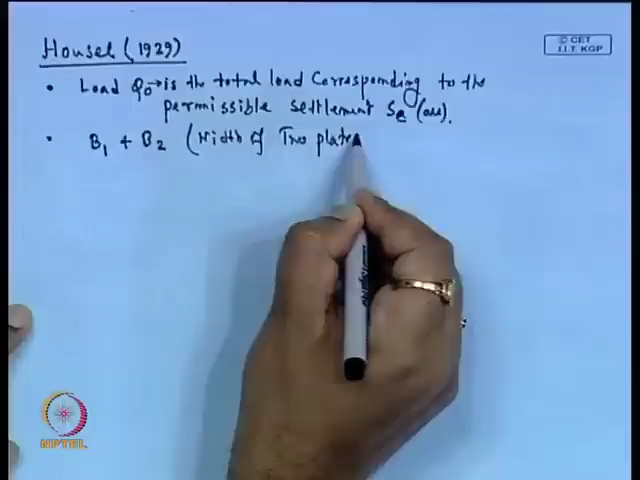 Housel (1929)
© CET
I.I.T. KGP
• Load Q0→ is the total load corresponding to the
permissible settlement Se (all).
• B1 + B2 (Width of Two plate
NPTEL